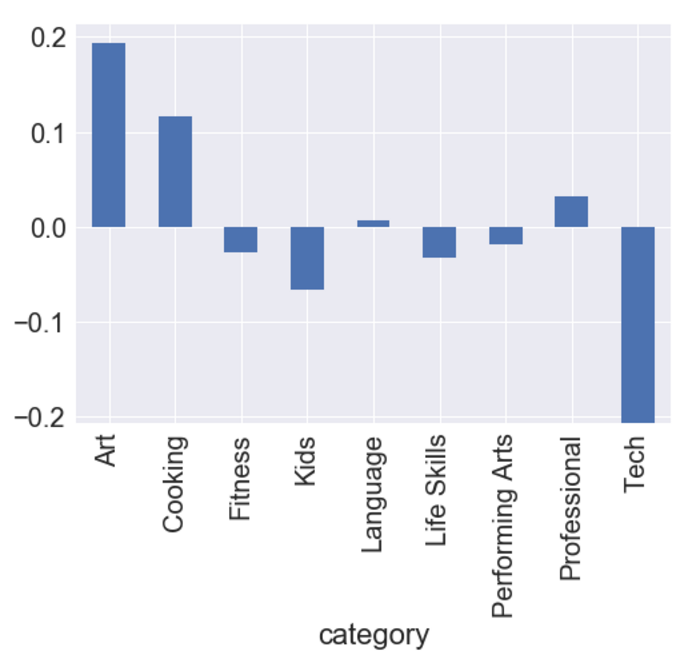 0.2
0.1
0.0
−0.1
−0.2
Art
Cooking
Fitness
Kids
Language
Life Skills
Performing Arts
Professional
Tech
category